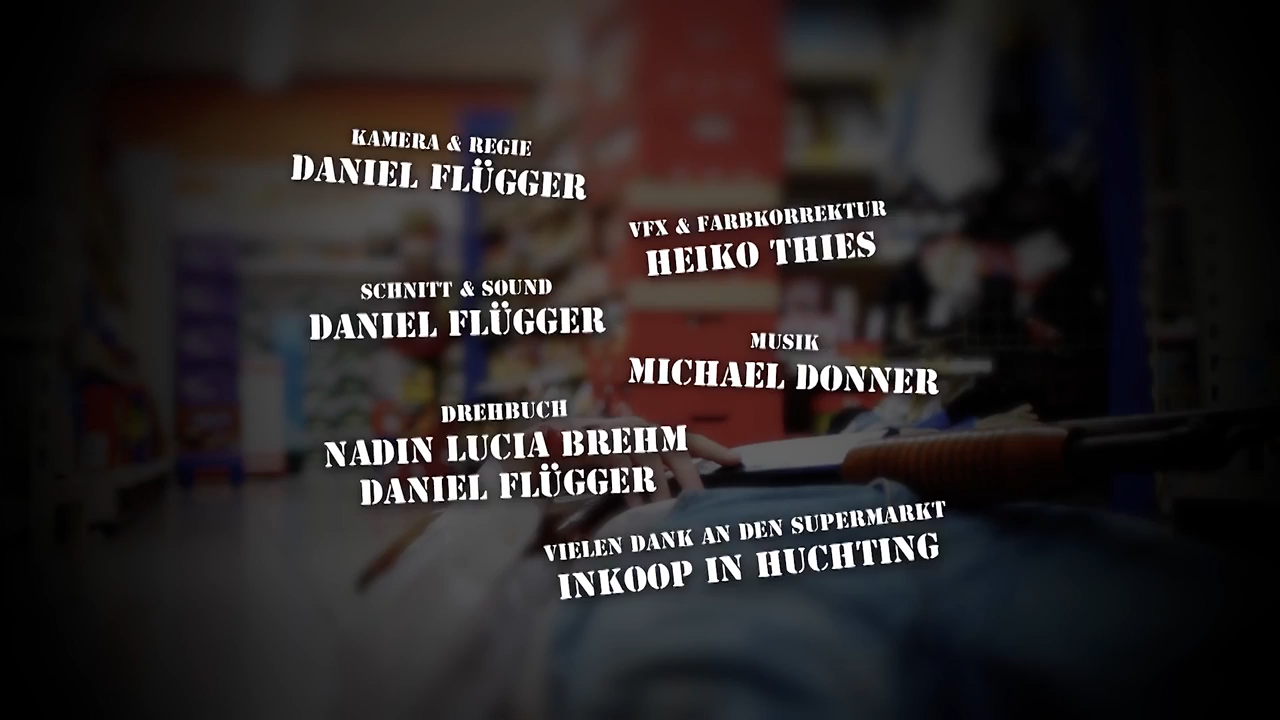 KAMERA & REGIE
DANIEL FLÜGGER
VFX & FARBKORREKTUR
HEIKO THIES
SCHNITT & SOUND
DANIEL FLÜGGER
MUSIK
MICHAEL DONNER
DREHBUCH
NADIN LUCIA BREHM
DANIEL FLÜGGER
VIELEN DANK AN DEN SUPERMARKT
INKOOP IN HUCHTING